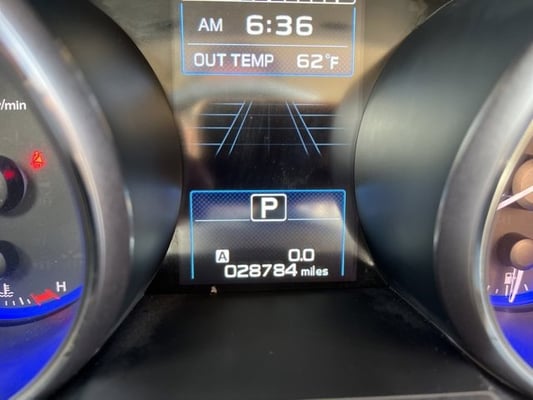 AM 6:36
OUT TEMP 62°F
/min
P
A 0.0
028784 miles
H